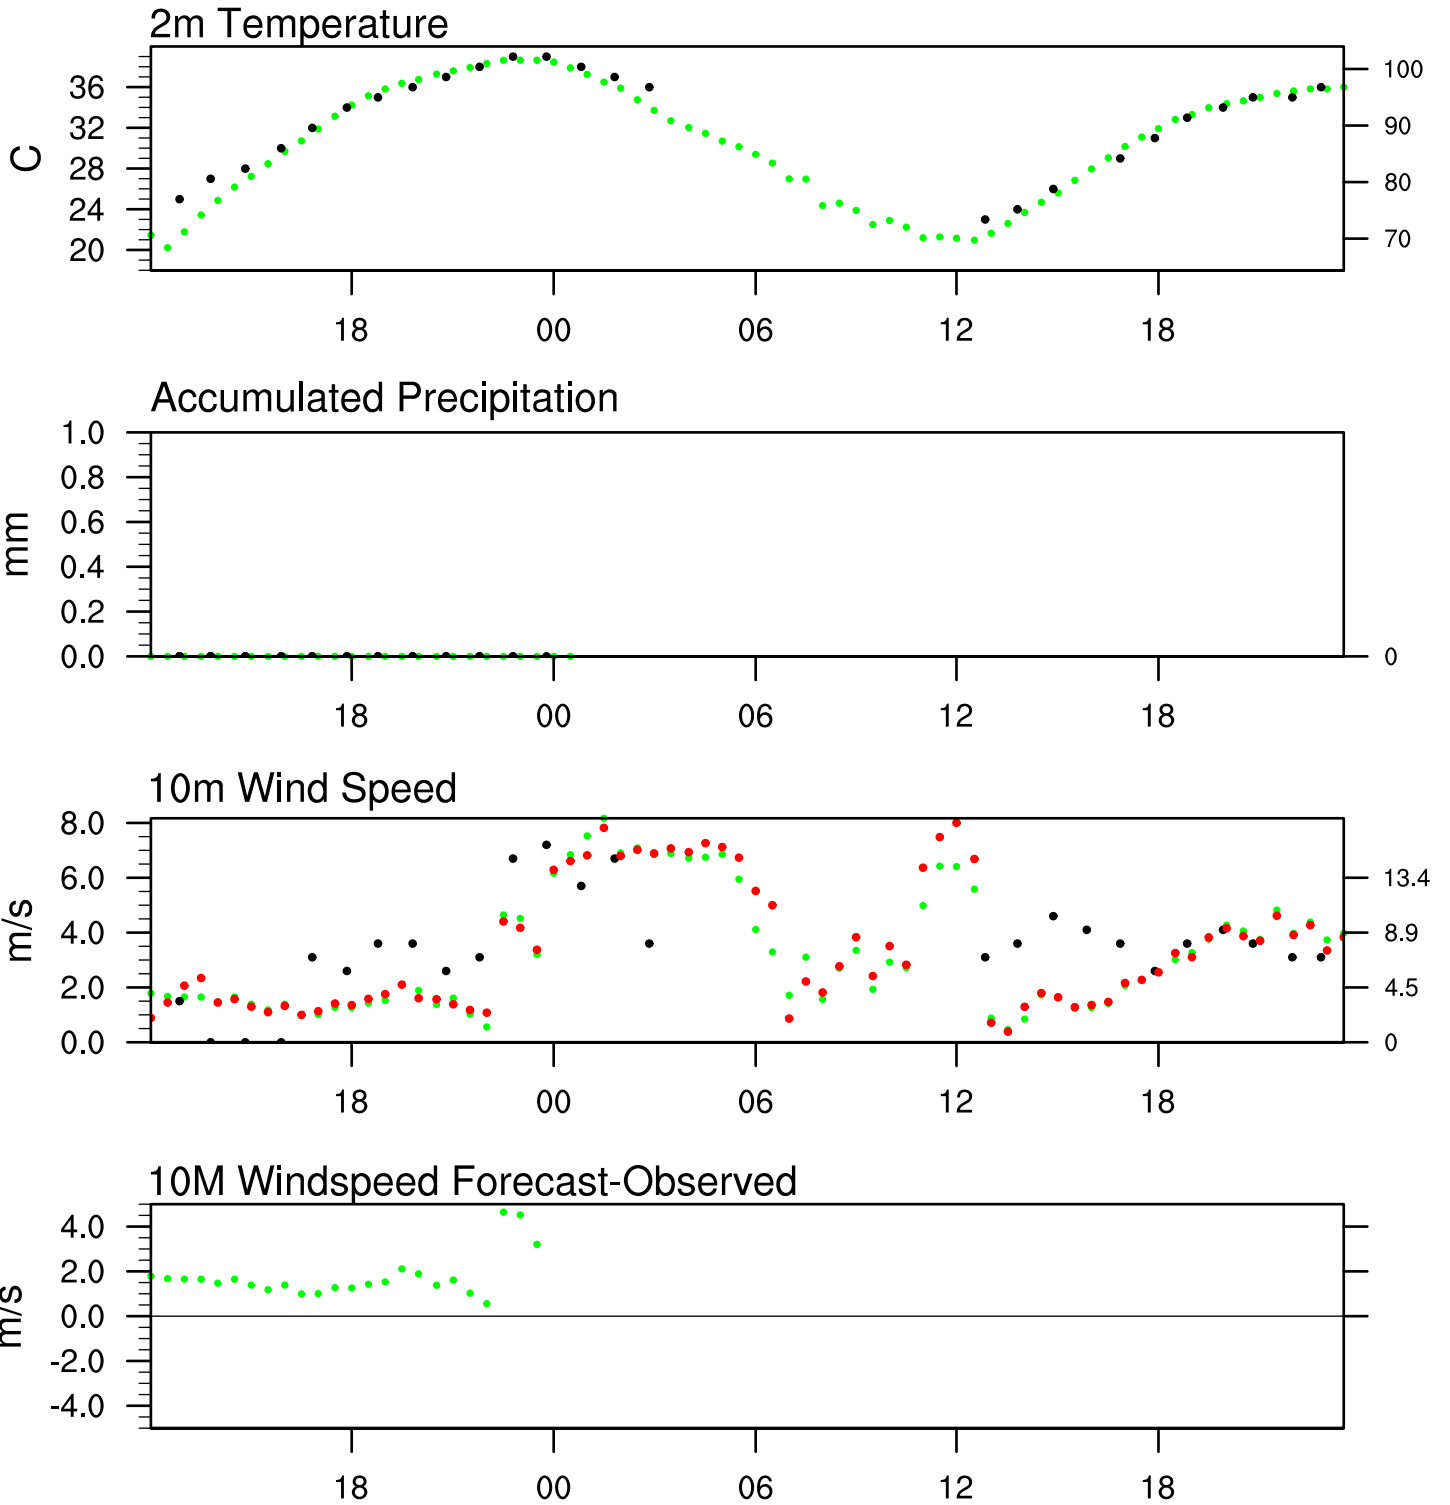 2m Temperature
C
36
32
28
24
20
100
90
80
70
18 00 06 12 18
Accumulated Precipitation
mm
1.0
0.8
0.6
0.4
0.2
0.0
0
18 00 06 12 18
10m Wind Speed
m/s
8.0
6.0
4.0
2.0
0.0
13.4
8.9
4.5
0
18 00 06 12 18
10M Windspeed Forecast-Observed
m/s
4.0
2.0
0.0
-2.0
-4.0
18 00 06 12 18